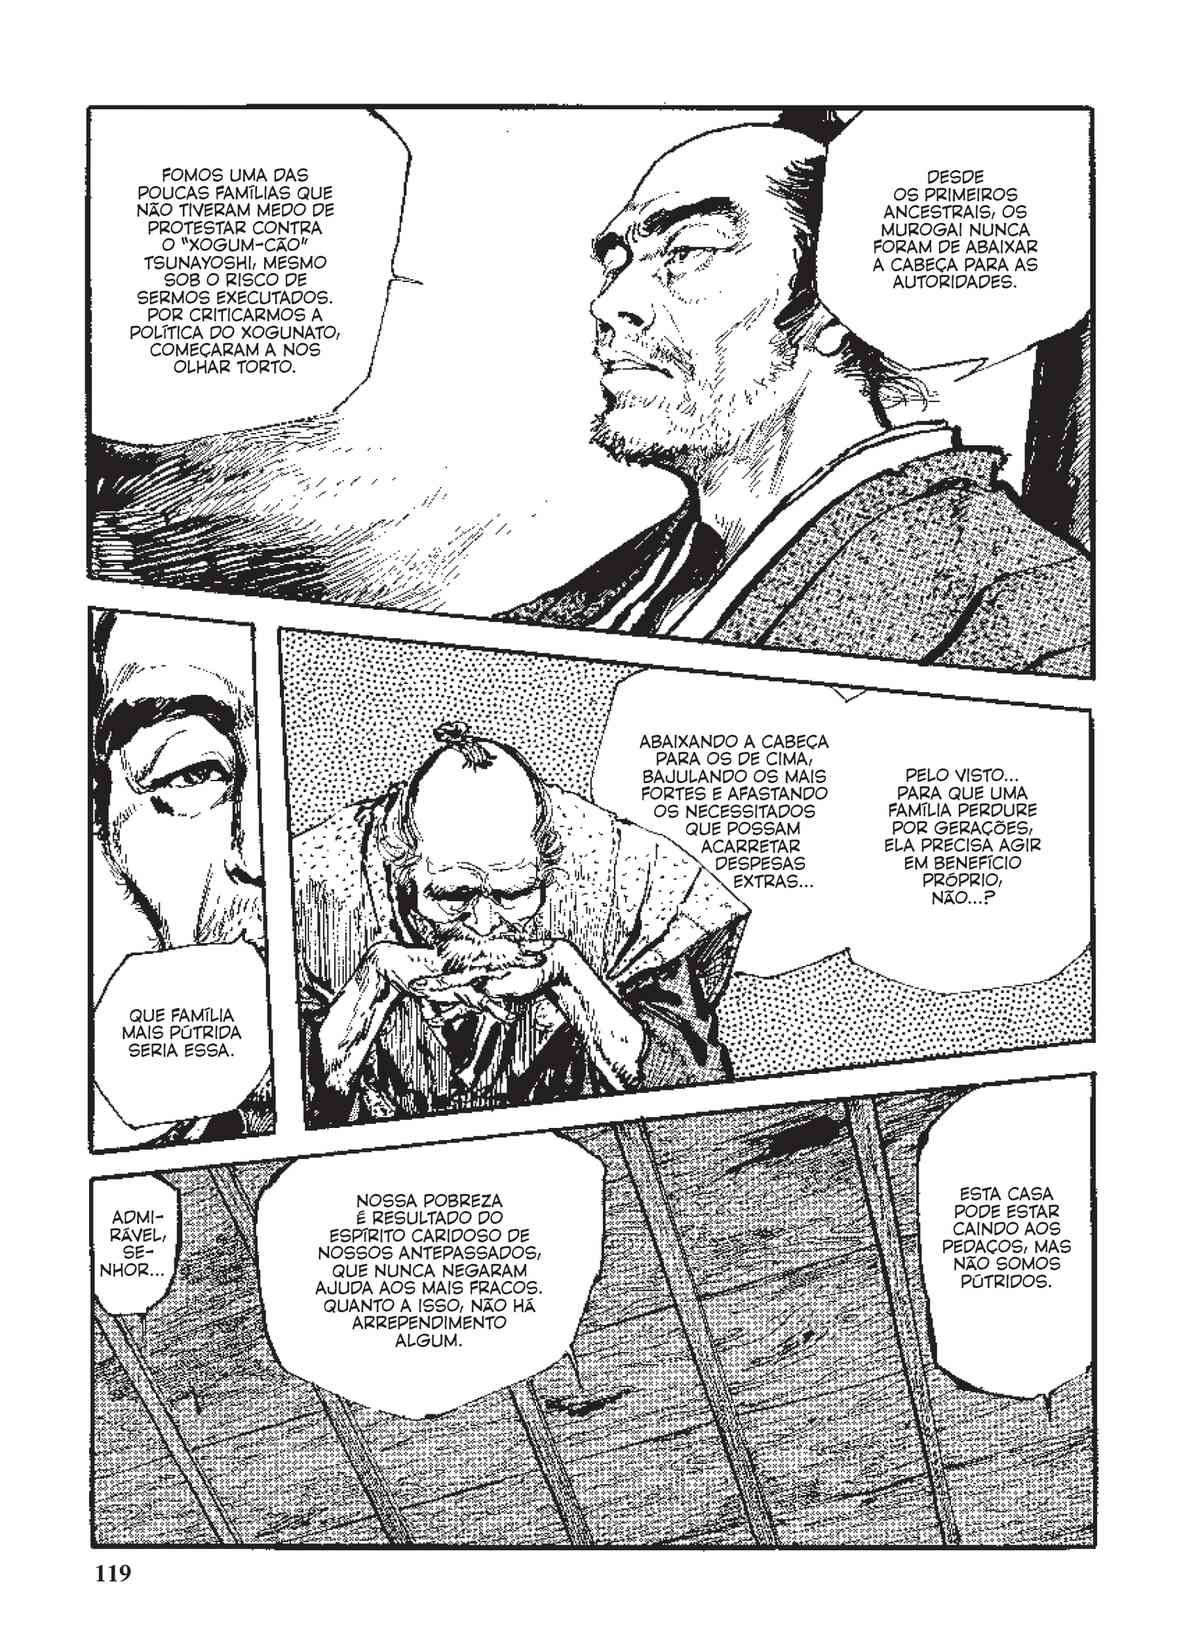 DESDE
OS PRIMEIROS
ANCESTRAIS, OS
MUROGAI NUNCA
FORAM DE ABAIXAR
A CABEÇA PARA AS
AUTORIDADES.
FOMOS UMA DAS
POUCAS FAMÍLIAS QUE
NÃO TIVERAM MEDO DE
PROTESTAR CONTRA
O "XOGUM-CÃO"
TSUNAYOSHI, MESMO
SOB O RISCO DE
SERMOS EXECUTADOS.
POR CRITICARMOS A
POLÍTICA DO XOGUNATO,
COMEÇARAM A NOS
OLHAR TORTO.
PELO VISTO...
PARA QUE UMA
FAMÍLIA PERDURE
POR GERAÇÕES,
ELA PRECISA AGIR
EM BENEFÍCIO
PRÓPRIO,
NÃO...?
ABAIXANDO A CABEÇA
PARA OS DE CIMA,
BAJULANDO OS MAIS
FORTES E AFASTANDO
OS NECESSITADOS
QUE POSSAM
ACARRETAR
DESPESAS
EXTRAS...
QUE FAMÍLIA
MAIS PÚTRIDA
SERIA ESSA.
ESTA CASA
PODE ESTAR
CAINDO AOS
PEDAÇOS, MAS
NÃO SOMOS
PÚTRIDOS.
NOSSA POBREZA
É RESULTADO DO
ESPÍRITO CARIDOSO DE
NOSSOS ANTEPASSADOS,
QUE NUNCA NEGARAM
AJUDA AOS MAIS FRACOS.
QUANTO A ISSO, NÃO HÁ
ARREPENDIMENTO
ALGUM.
ADMI-
RÁVEL,
SE-
NHOR...
119